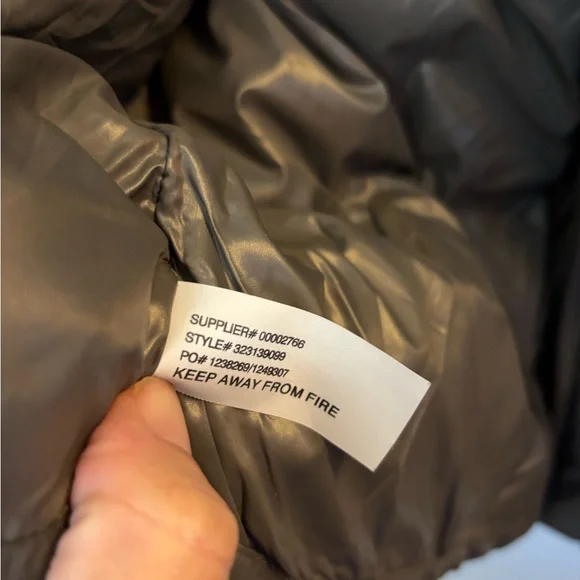 SUPPLIER# 00002766
STYLE# 323139099
PO# 1238269/1249307
KEEP AWAY FROM FIRE